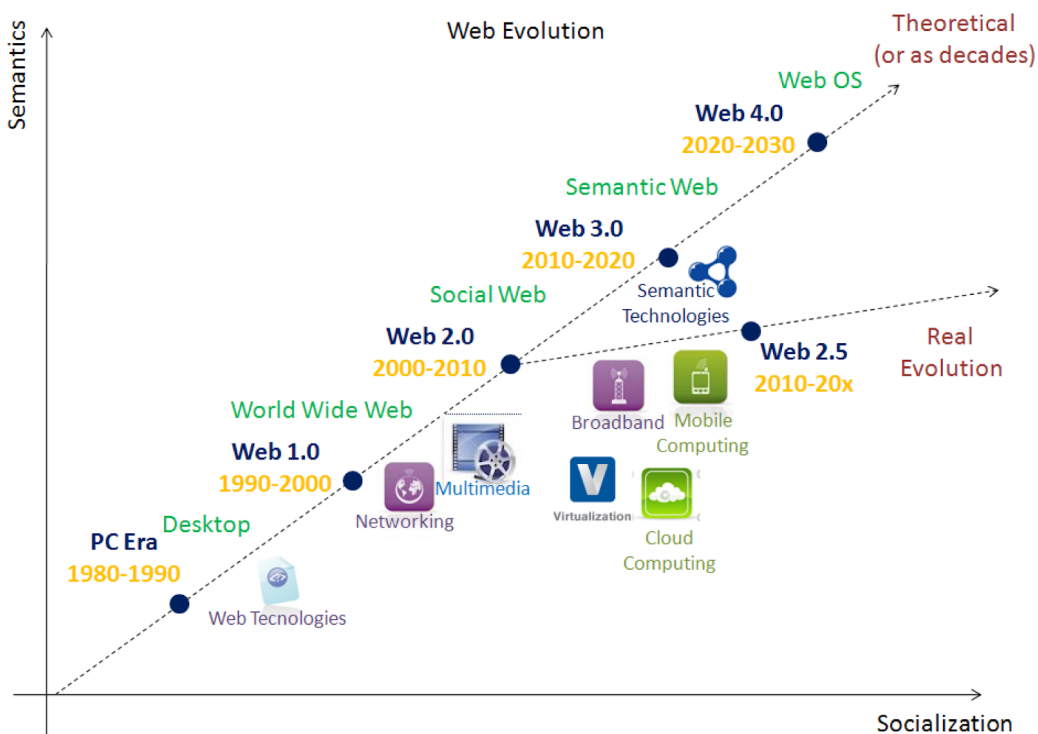 Web Evolution
Semantics
Theoretical
(or as decades)
Web OS
Web 4.0
2020-2030
Semantic Web
Web 3.0
2010-2020
Semantic
Technologies
Social Web
Web 2.0
2000-2010
Web 2.5
2010-20x
Real
Evolution
Broadband
Mobile
Computing
World Wide Web
Web 1.0
1990-2000
Multimedia
Networking
V
Virtualization
Cloud
Computing
Desktop
PC Era
1980-1990
Web Tecnologies
Socialization